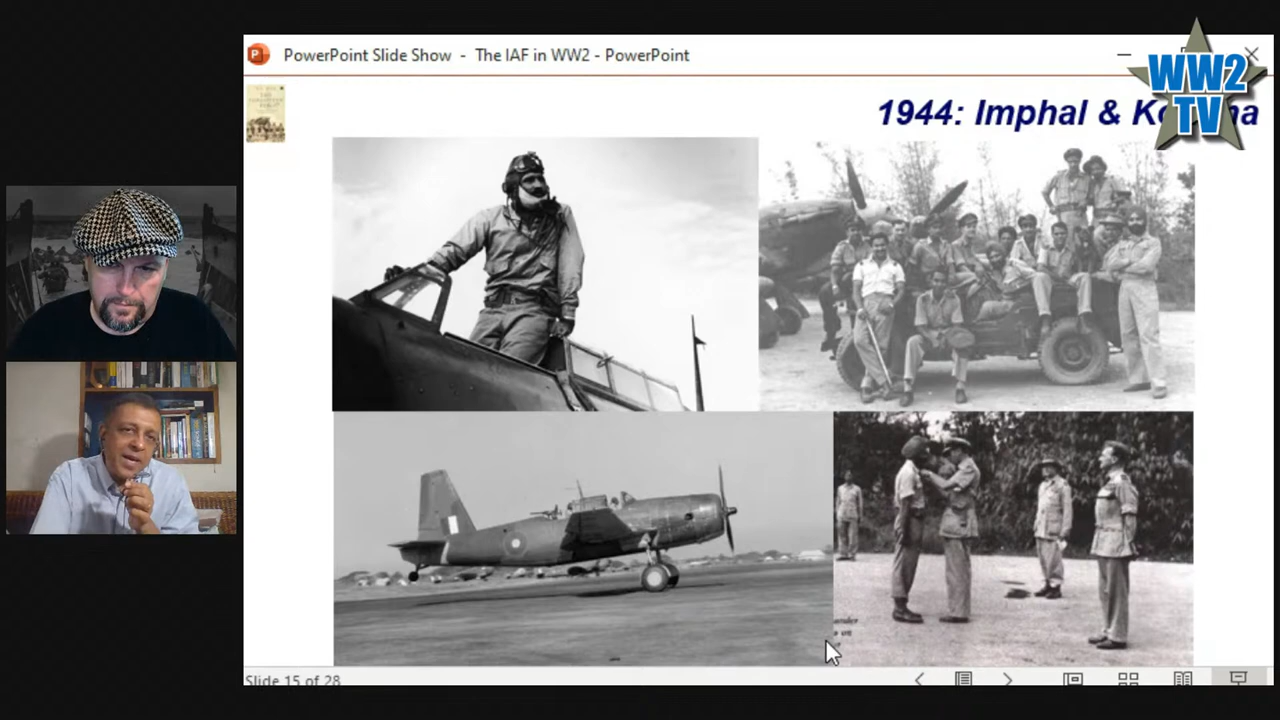 PowerPoint Slide Show - The IAF in WW2 - PowerPoint
WW2
TV
1944: Imphal &
Slide 15 of 28